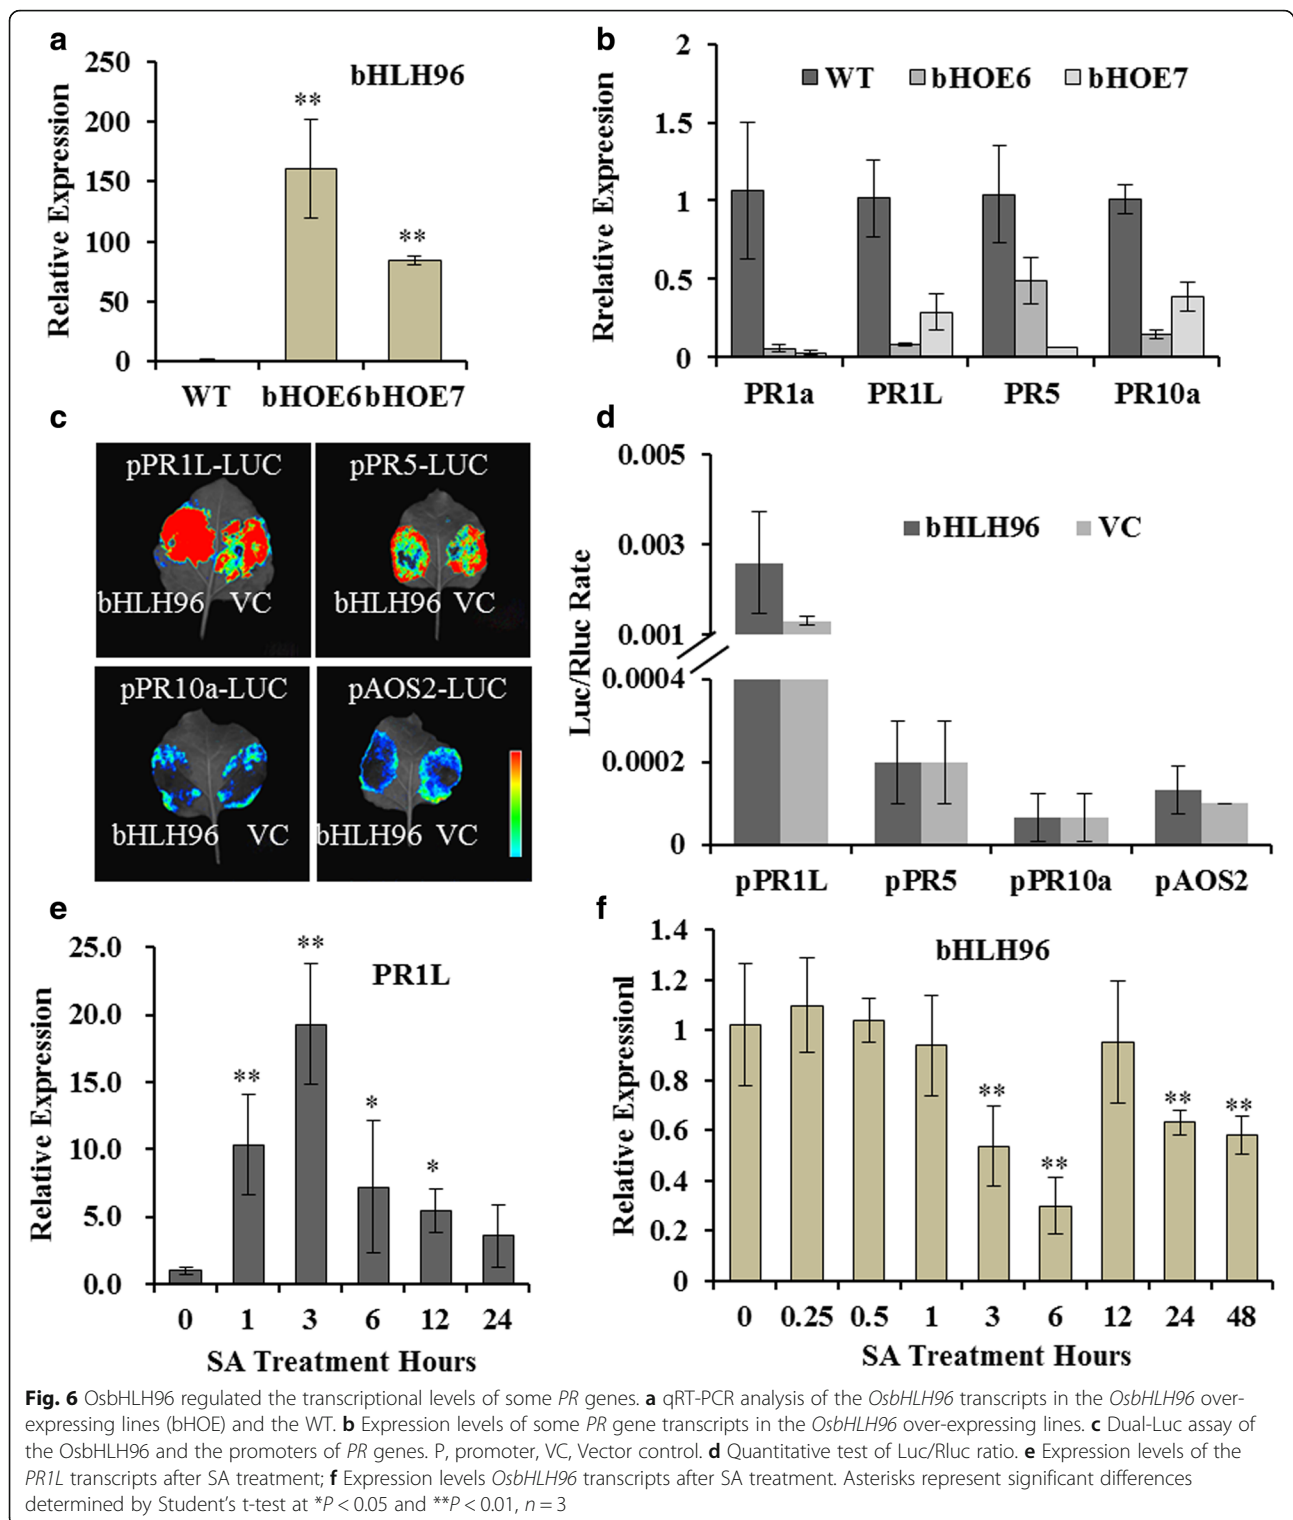 a
bHLH96
Relative Expression
250
200
150
100
50
0
**
**
WT bHOE6 bHOE7
b
WT bHOE6 bHOE7
Rrelative Expreesion
2
1.5
1
0.5
0
PR1a PR1L PR5 PR10a
c
pPR1L-LUC
bHLH96 VC
pPR5-LUC
bHLH96 VC
pPR10a-LUC
bHLH96 VC
pAOS2-LUC
bHLH96 VC
d
bHLH96 VC
Luc/Rluc Rate
0.005
0.003
0.001
0.0004
0.0002
0
pPR1L pPR5 pPR10a pAOS2
e
PR1L
Relative Expression
25.0
20.0
15.0
10.0
5.0
0.0
**
**
*
*
0 1 3 6 12 24
SA Treatment Hours
f
bHLH96
Relative Expressionl
1.4
1.2
1
0.8
0.6
0.4
0.2
0
**
**
**
**
0 0.25 0.5 1 3 6 12 24 48
SA Treatment Hours
Fig. 6 OsbHLH96 regulated the transcriptional levels of some PR genes. a qRT-PCR analysis of the OsbHLH96 transcripts in the OsbHLH96 over-
expressing lines (bHOE) and the WT. b Expression levels of some PR gene transcripts in the OsbHLH96 over-expressing lines. c Dual-Luc assay of
the OsbHLH96 and the promoters of PR genes. P, promoter, VC, Vector control. d Quantitative test of Luc/Rluc ratio. e Expression levels of the
PR1L transcripts after SA treatment; f Expression levels OsbHLH96 transcripts after SA treatment. Asterisks represent significant differences
determined by Student's t-test at *P < 0.05 and **P < 0.01, n = 3